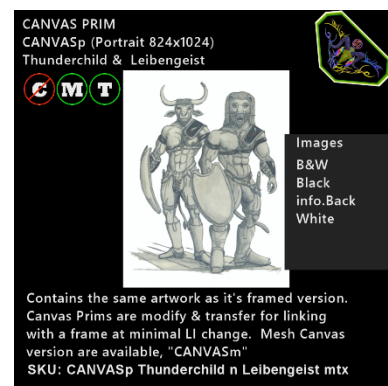 CANVAS PRIM
CANVASp (Portrait 824x1024)
Thunderchild & Leibengeist
C M T
Images
B&W
Black
info.Back
White
Contains the same artwork as it's framed version.
Canvas Prims are modify & transfer for linking
with a frame at minimal LI change. Mesh Canvas
version are available, "CANVASm"
SKU: CANVASp Thunderchild n Leibengeist mtx